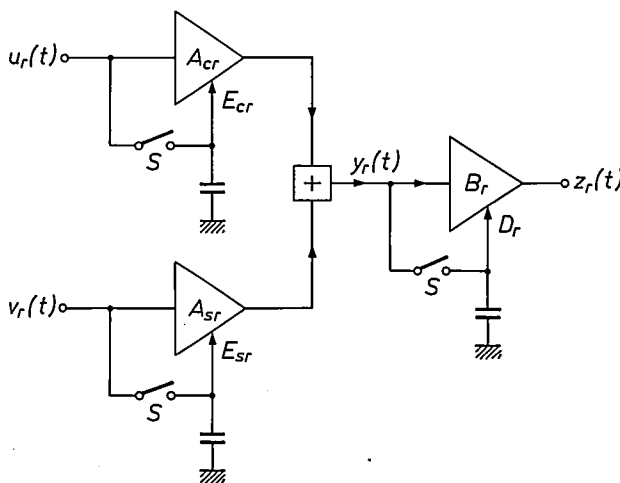 u_r(t)
A_cr
E_cr
S
y_r(t)
+
B_r
z_r(t)
D_r
S
v_r(t)
A_sr
E_sr
S